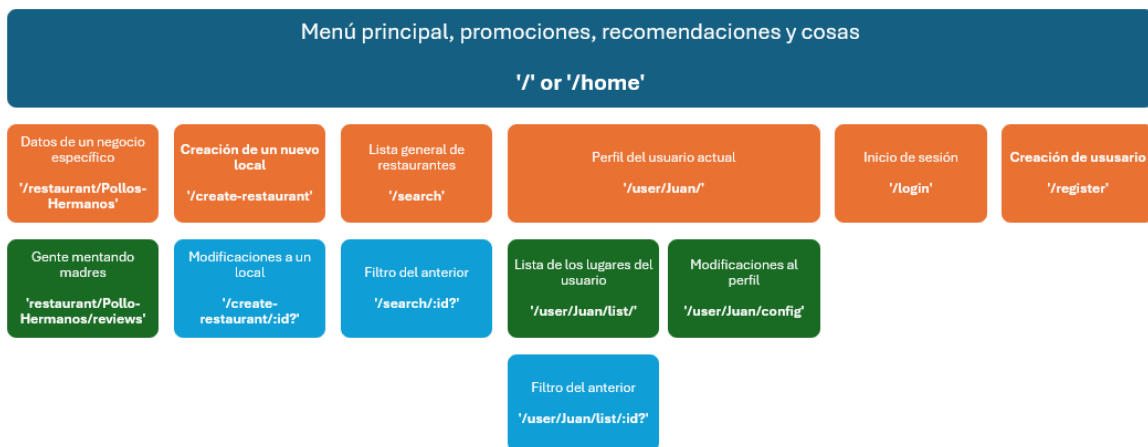 Menú principal, promociones, recomendaciones y cosas
'/' or '/home'
Datos de un negocio
específico
'/restaurant/Pollos-
Hermanos'
Creación de un nuevo
local
'/create-restaurant'
Lista general de
restaurantes
'/search'
Perfil del usuario actual
'/user/Juan/'
Inicio de sesión
'/login'
Creación de ususario
'/register'
Gente mentando
madres
'restaurant/Pollo-
Hermanos/reviews'
Modificaciones a un
local
'/create-
restaurant/:id?'
Filtro del anterior
'/search/:id?'
Lista de los lugares del
usuario
'/user/Juan/list/'
Modificaciones al
perfil
'/user/Juan/config'
Filtro del anterior
'/user/Juan/list/:id?'